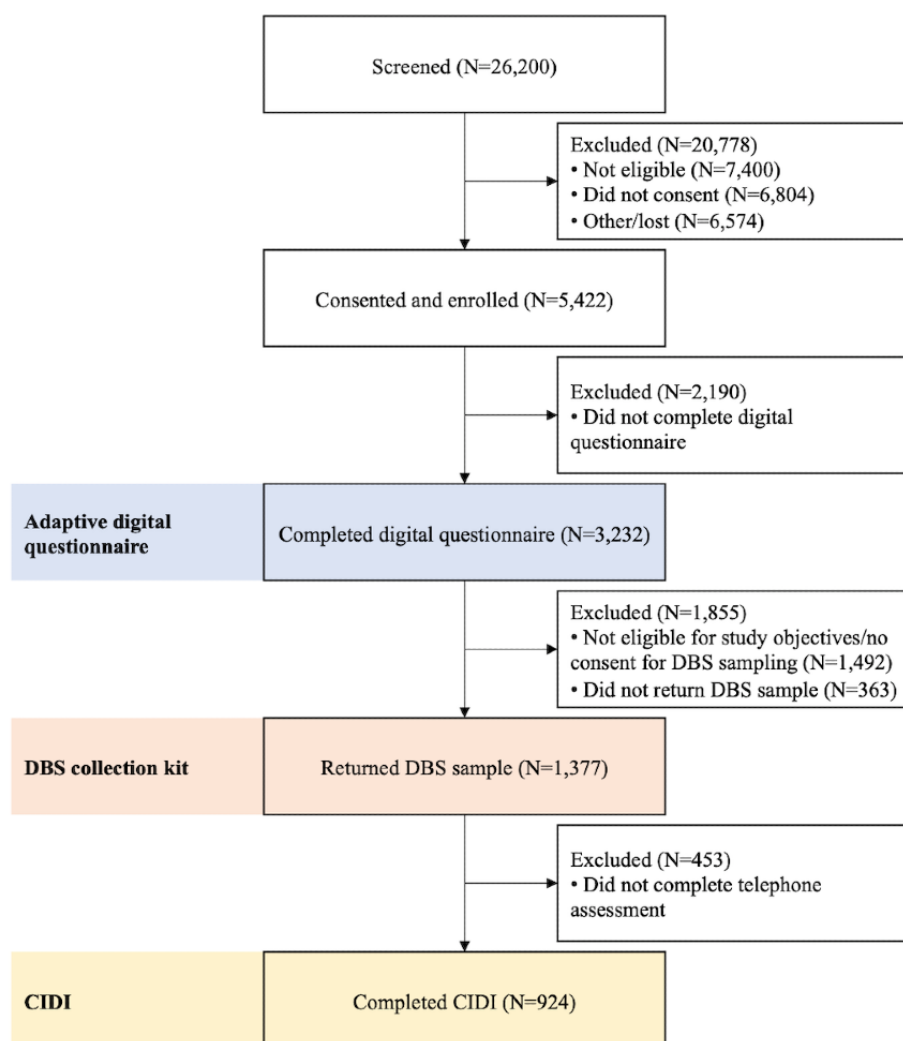 Screened (N=26,200)
Excluded (N=20,778)
• Not eligible (N=7,400)
• Did not consent (N=6,804)
• Other/lost (N=6,574)
Consented and enrolled (N=5,422)
Excluded (N=2,190)
• Did not complete digital
questionnaire
Adaptive digital
questionnaire
Completed digital questionnaire (N=3,232)
Excluded (N=1,855)
• Not eligible for study objectives/no
consent for DBS sampling (N=1,492)
• Did not return DBS sample (N=363)
DBS collection kit
Returned DBS sample (N=1,377)
Excluded (N=453)
• Did not complete telephone
assessment
CIDI
Completed CIDI (N=924)